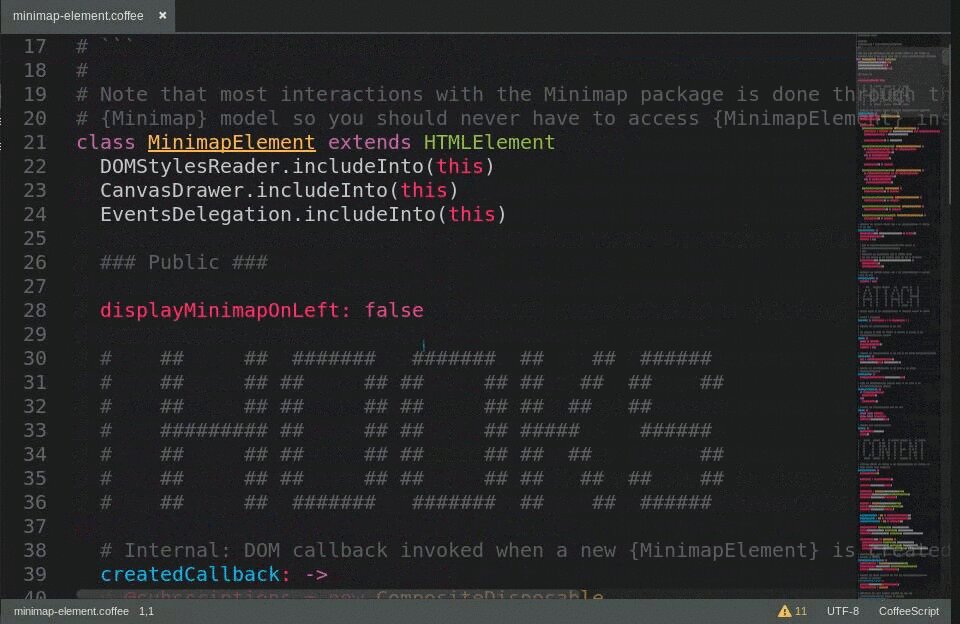 minimap-element.coffee ×
17 # ```
18 #
19 # Note that most interactions with the Minimap package is done through th
20 # {Minimap} model so you should never have to access {MinimapElement} ins
21 class MinimapElement extends HTMLElement
22 DOMStylesReader.includeInto(this)
23 CanvasDrawer.includeInto(this)
24 EventsDelegation.includeInto(this)
25
26 ### Public ###
27
28 displayMinimapOnLeft: false
29
30 #    ##     ##  #######   #######  ##    ##  ######
31 #    ##     ## ##     ## ##     ## ##   ##  ##    ##
32 #    ##     ## ##     ## ##     ## ##  ##   ##
33 #    ######### ##     ## ##     ## #####     ######
34 #    ##     ## ##     ## ##     ## ##  ##         ##
35 #    ##     ## ##     ## ##     ## ##   ##  ##    ##
36 #    ##     ##  #######   #######  ##    ##  ######
37
38 # Internal: DOM callback invoked when a new {MinimapElement} is created
39 createdCallback: ->
40 @subscriptions = new CompositeDisposable
ATTACH
CONTENT
minimap-element.coffee 1,1 11 UTF-8 CoffeeScript